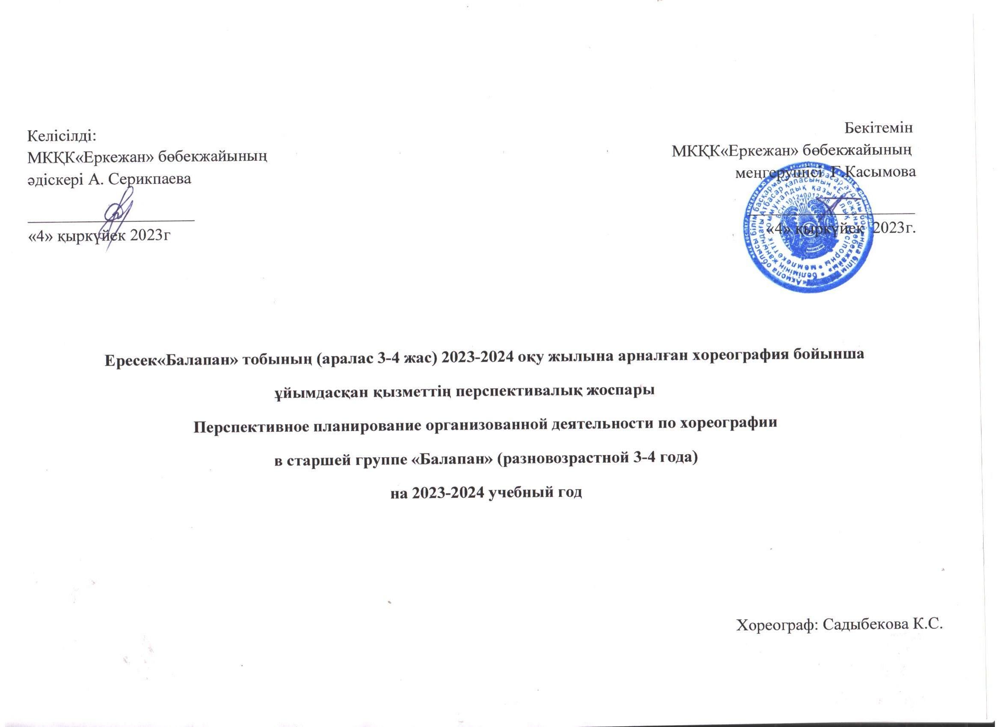 Келісілді:
МКҚК«Еркежан» бөбекжайының
әдіскері А. Серикпаева
«4» қыркүйек 2023г
Бекітемін
МКҚК«Еркежан» бөбекжайының
меңгерушісі Г.Касымова
«4» қыркүйек 2023г.
Ересек«Балапан» тобының (аралас 3-4 жас) 2023-2024 оқу жылына арналған хореография бойынша
ұйымдасқан қызметтің перспективалық жоспары
Перспективное планирование организованной деятельности по хореографии
в старшей группе «Балапан» (разновозрастной 3-4 года)
на 2023-2024 учебный год
Хореограф: Садыбекова К.С.